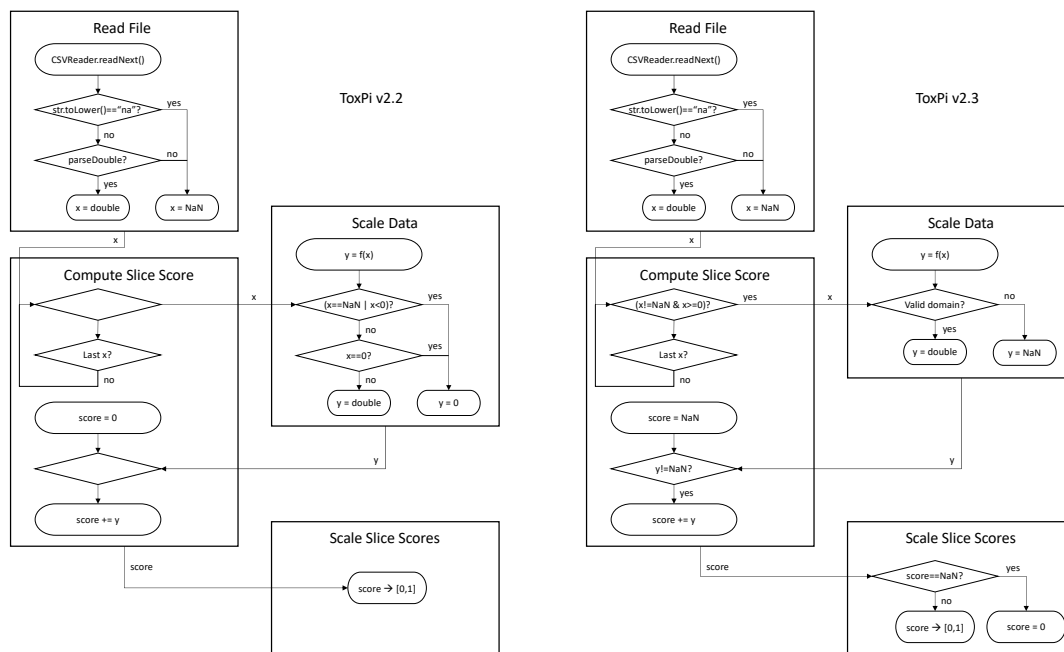 Read File
CSVReader.readNext()
str.toLower()==“na”?
yes
no
parseDouble?
no
yes
x = double
x = NaN
x
ToxPi v2.2
Compute Slice Score
x
Last x?
no
score = 0
score += y
score
Scale Data
y = f(x)
(x==NaN | x<0)?
yes
no
x==0?
yes
no
y = double
y = 0
y
Scale Slice Scores
score → [0,1]
Read File
CSVReader.readNext()
str.toLower()==“na”?
yes
no
parseDouble?
no
yes
x = double
x = NaN
x
ToxPi v2.3
Compute Slice Score
(x!=NaN & x>=0)?
yes
x
Last x?
no
score = NaN
y!=NaN?
yes
score += y
score
Scale Data
y = f(x)
Valid domain?
no
yes
y = double
y = NaN
y
Scale Slice Scores
score==NaN?
yes
no
score → [0,1]
score = 0